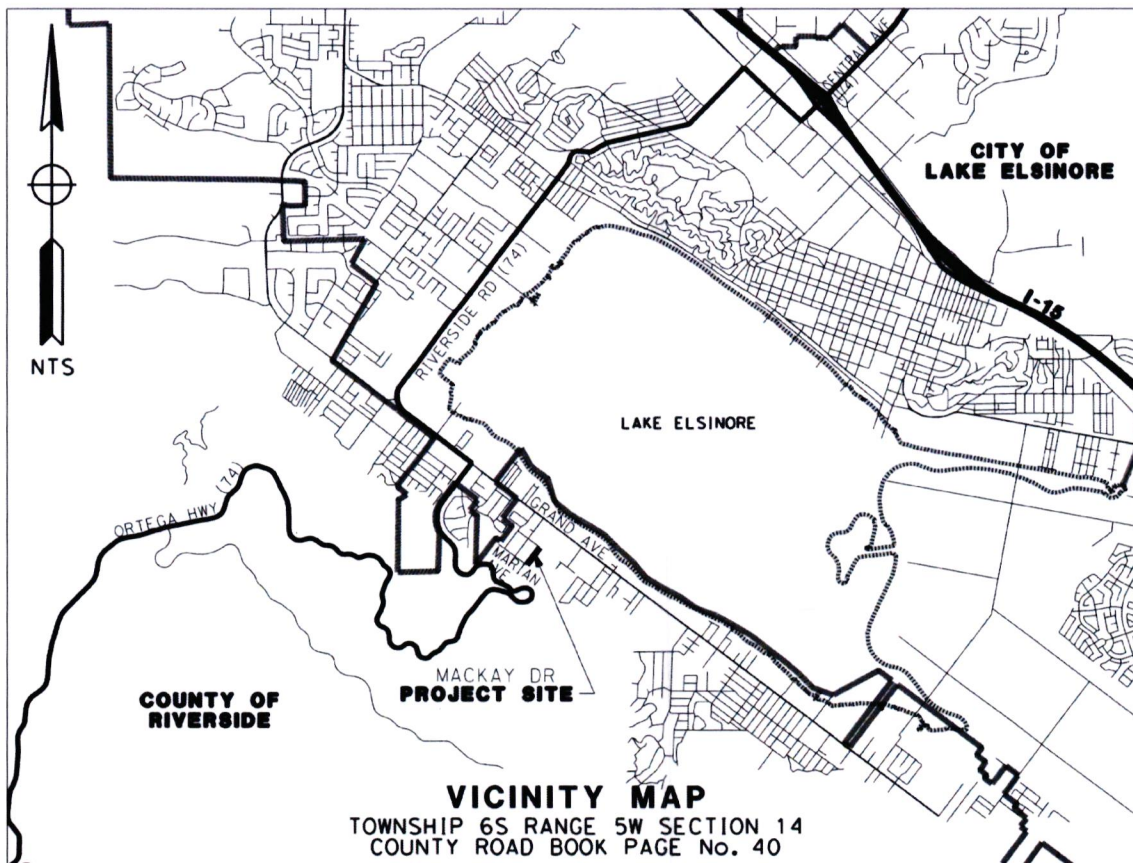 CENTRAL AVE
(74)
CITY OF
LAKE ELSINORE
NTS
RIVERSIDE RD (74)
I-15
LAKE ELSINORE
ORTEGA HWY (74)
GRAND AVE
MARIAN
MACKAY DR
PROJECT SITE
COUNTY OF
RIVERSIDE
VICINITY MAP
TOWNSHIP 6S RANGE 5W SECTION 14
COUNTY ROAD BOOK PAGE No. 40